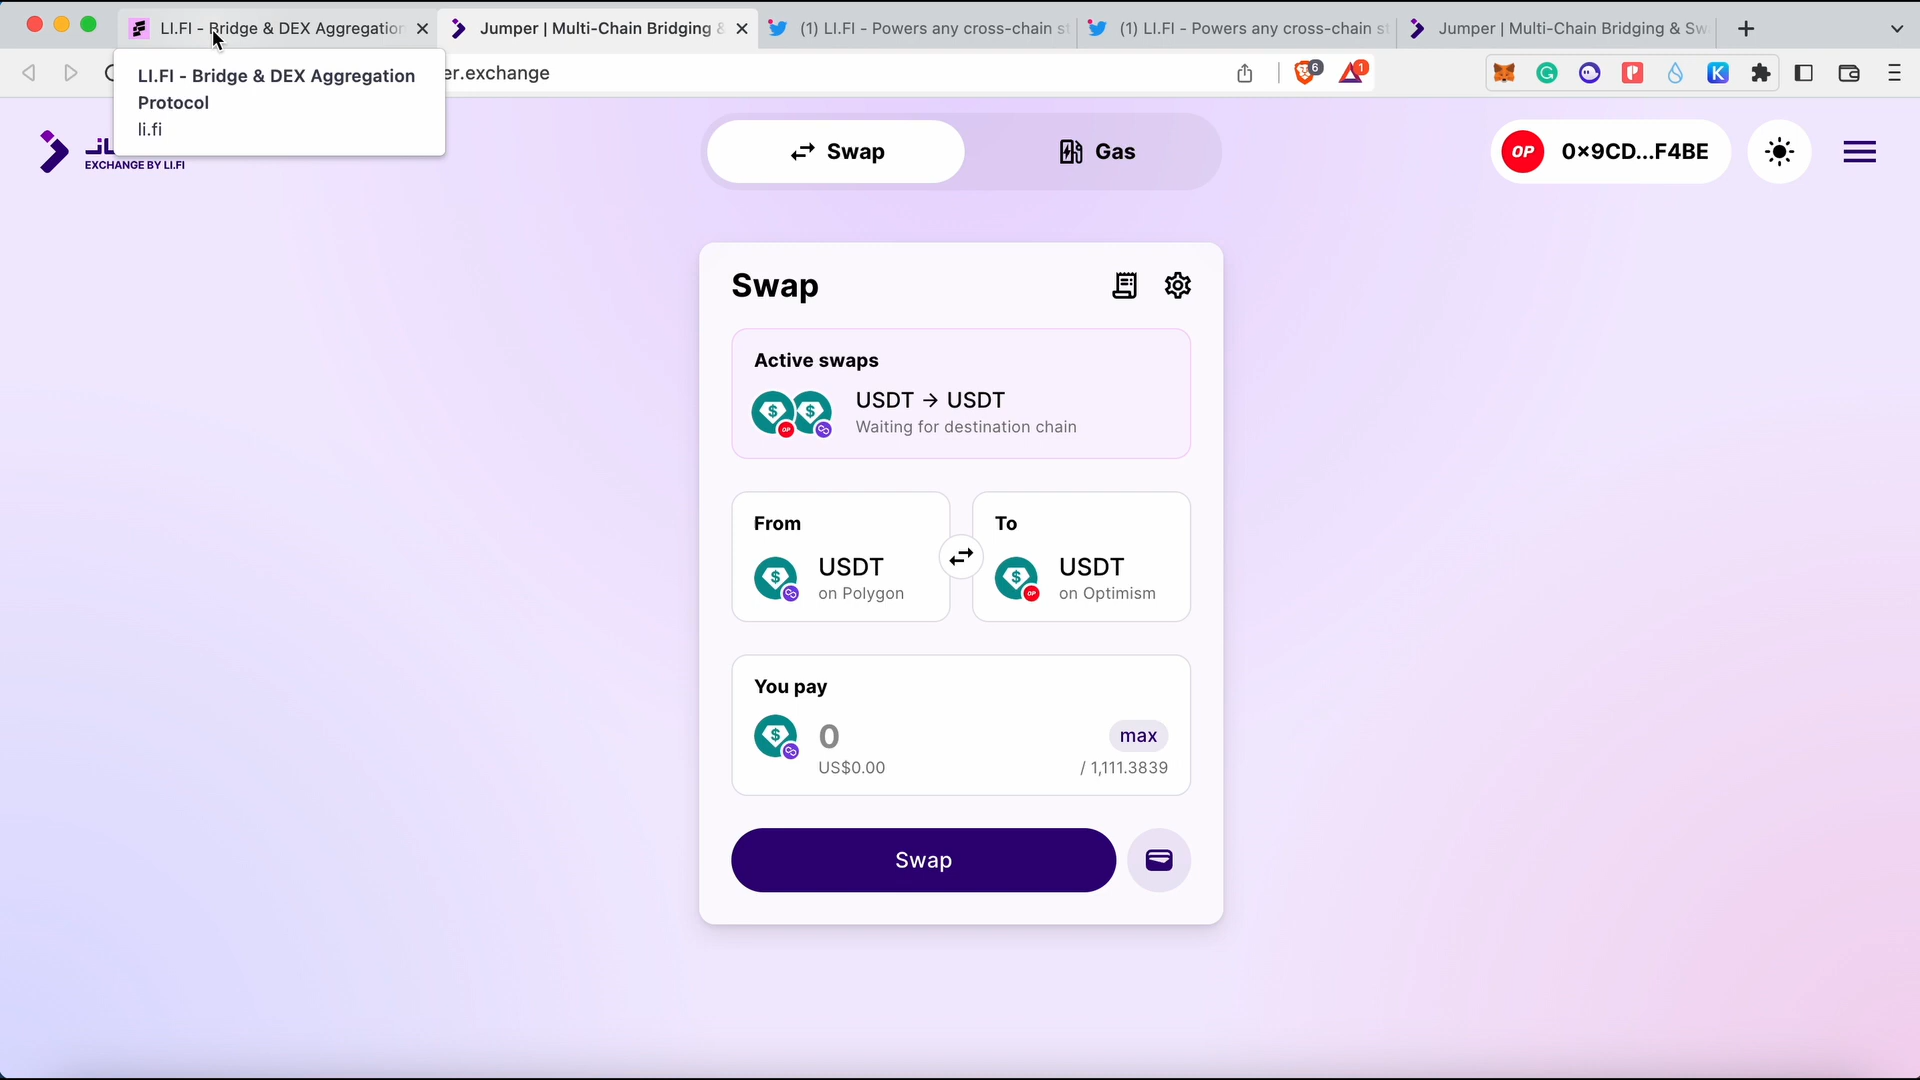 LI.FI - Bridge & DEX Aggregation
Jumper | Multi-Chain Bridging &
(1) LI.FI - Powers any cross-chain st
(1) LI.FI - Powers any cross-chain st
Jumper | Multi-Chain Bridging & Sw
er.exchange
6
1
LI.FI - Bridge & DEX Aggregation
Protocol
li.fi
EXCHANGE BY LI.FI
Swap
Gas
OP
0×9CD...F4BE
Swap
Active swaps
USDT → USDT
Waiting for destination chain
From
USDT
on Polygon
To
USDT
on Optimism
You pay
0
max
US$0.00
/ 1,111.3839
Swap